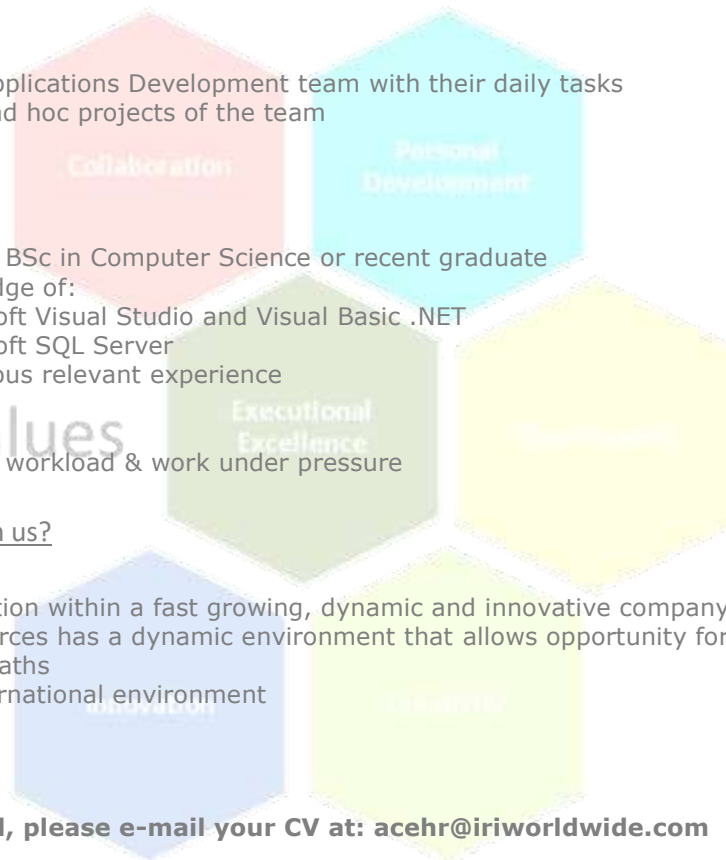 pplications Development team with their daily tasks
d hoc projects of the team
Collaboration
Personal
Development
BSc in Computer Science or recent graduate
dge of:
oft Visual Studio and Visual Basic .NET
oft SQL Server
ous relevant experience
Executional
Excellence
lues
workload & work under pressure
n us?
tion within a fast growing, dynamic and innovative company
rces has a dynamic environment that allows opportunity for
aths
rnational environment
Innovation
d, please e-mail your CV at: acehr@iriworldwide.com